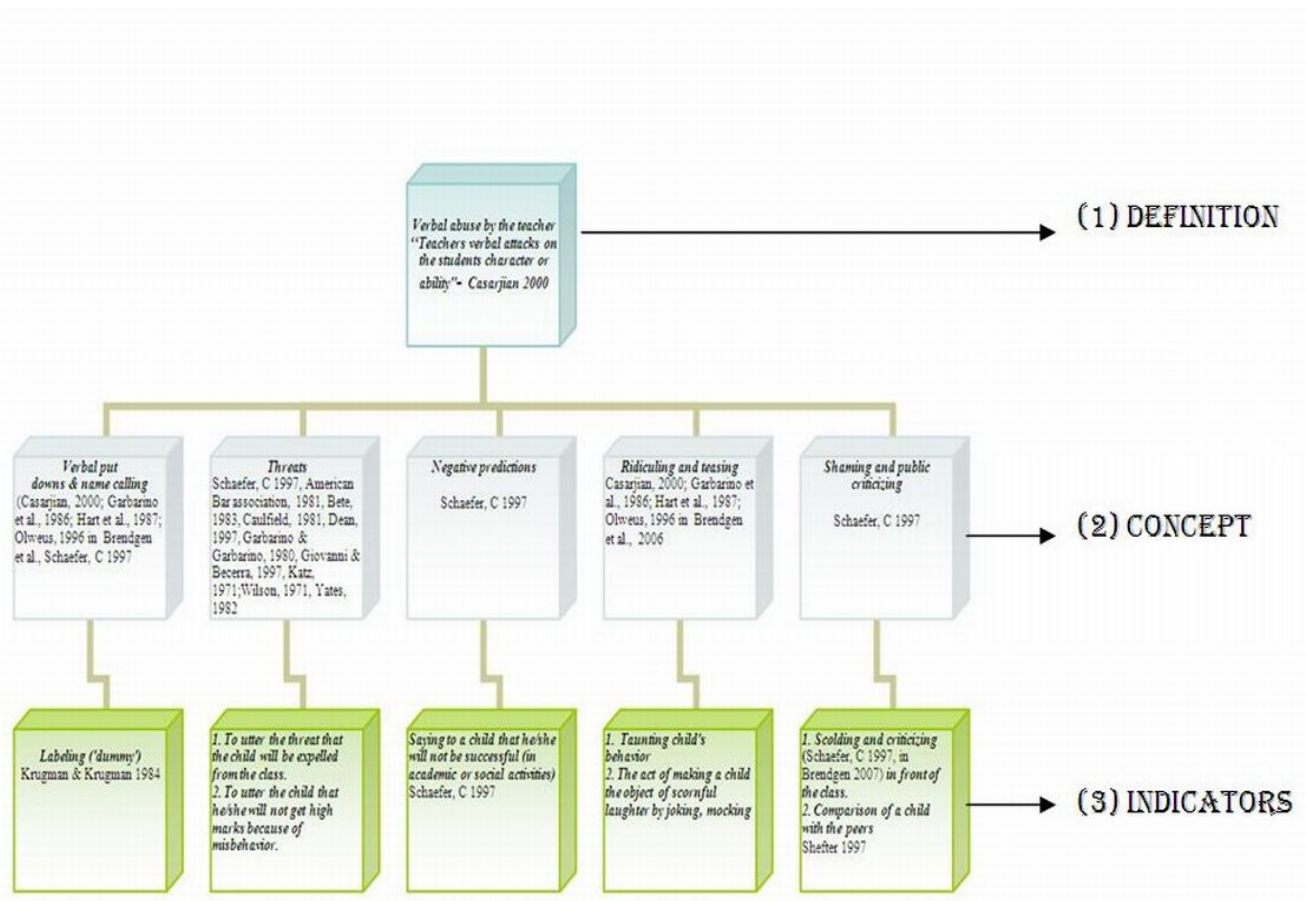 Verbal abuse by the teacher
“Teachers verbal attacks on
the students character or
ability"- Casarjian 2000
(1) DEFINITION
Verbal put
downs & name calling
(Casarjian, 2000; Garbarino
et al., 1986; Hart et al., 1987;
Olweus, 1996 in Brendgen
et al., Schaefer, C 1997
Threats
Schaefer, C 1997, American
Bar association, 1981, Bete,
1983, Caulfield, 1981, Dean,
1997, Garbarino &
Garbarino, 1980, Giovanni &
Becerra, 1997, Katz,
1971;Wilson, 1971, Yates,
1982
Negative predictions
Schaefer, C 1997
Ridiculing and teasing
Casarjian, 2000; Garbarino et
al., 1986; Hart et al., 1987;
Olweus, 1996 in Brendgen
et al., 2006
Shaming and public
criticizing
Schaefer, C 1997
(2) CONCEPT
Labeling ('dummy')
Krugman & Krugman 1984
1. To utter the threat that
the child will be expelled
from the class.
2. To utter the child that
he/she will not get high
marks because of
misbehavior.
Saying to a child that he/she
will not be successful (in
academic or social activities)
Schaefer, C 1997
1. Taunting child's
behavior
2. The act of making a child
the object of scornful
laughter by joking, mocking
1. Scolding and criticizing
(Schaefer, C 1997, in
Brendgen 2007) in front of
the class.
2. Comparison of a child
with the peers
Shefter 1997
(3) INDICATORS